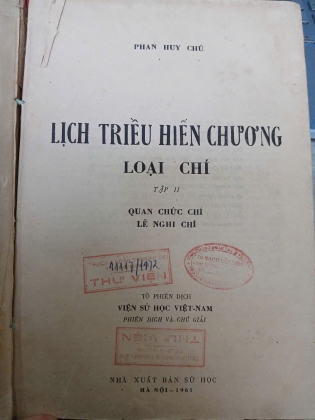 PHAN HUY CHÚ
LỊCH TRIỀU HIẾN CHƯƠNG
LOẠI CHÍ
TẬP II
QUAN CHỨC CHÍ
LỄ NGHI CHÍ
THƯ VIỆN
TỔ PHIÊN DỊCH
VIỆN SỬ HỌC VIỆT-NAM
PHIÊN DỊCH VÀ CHÚ GIẢI
THƯ VIỆN
NHÀ XUẤT BẢN SỬ HỌC
HÀ NỘI - 1961